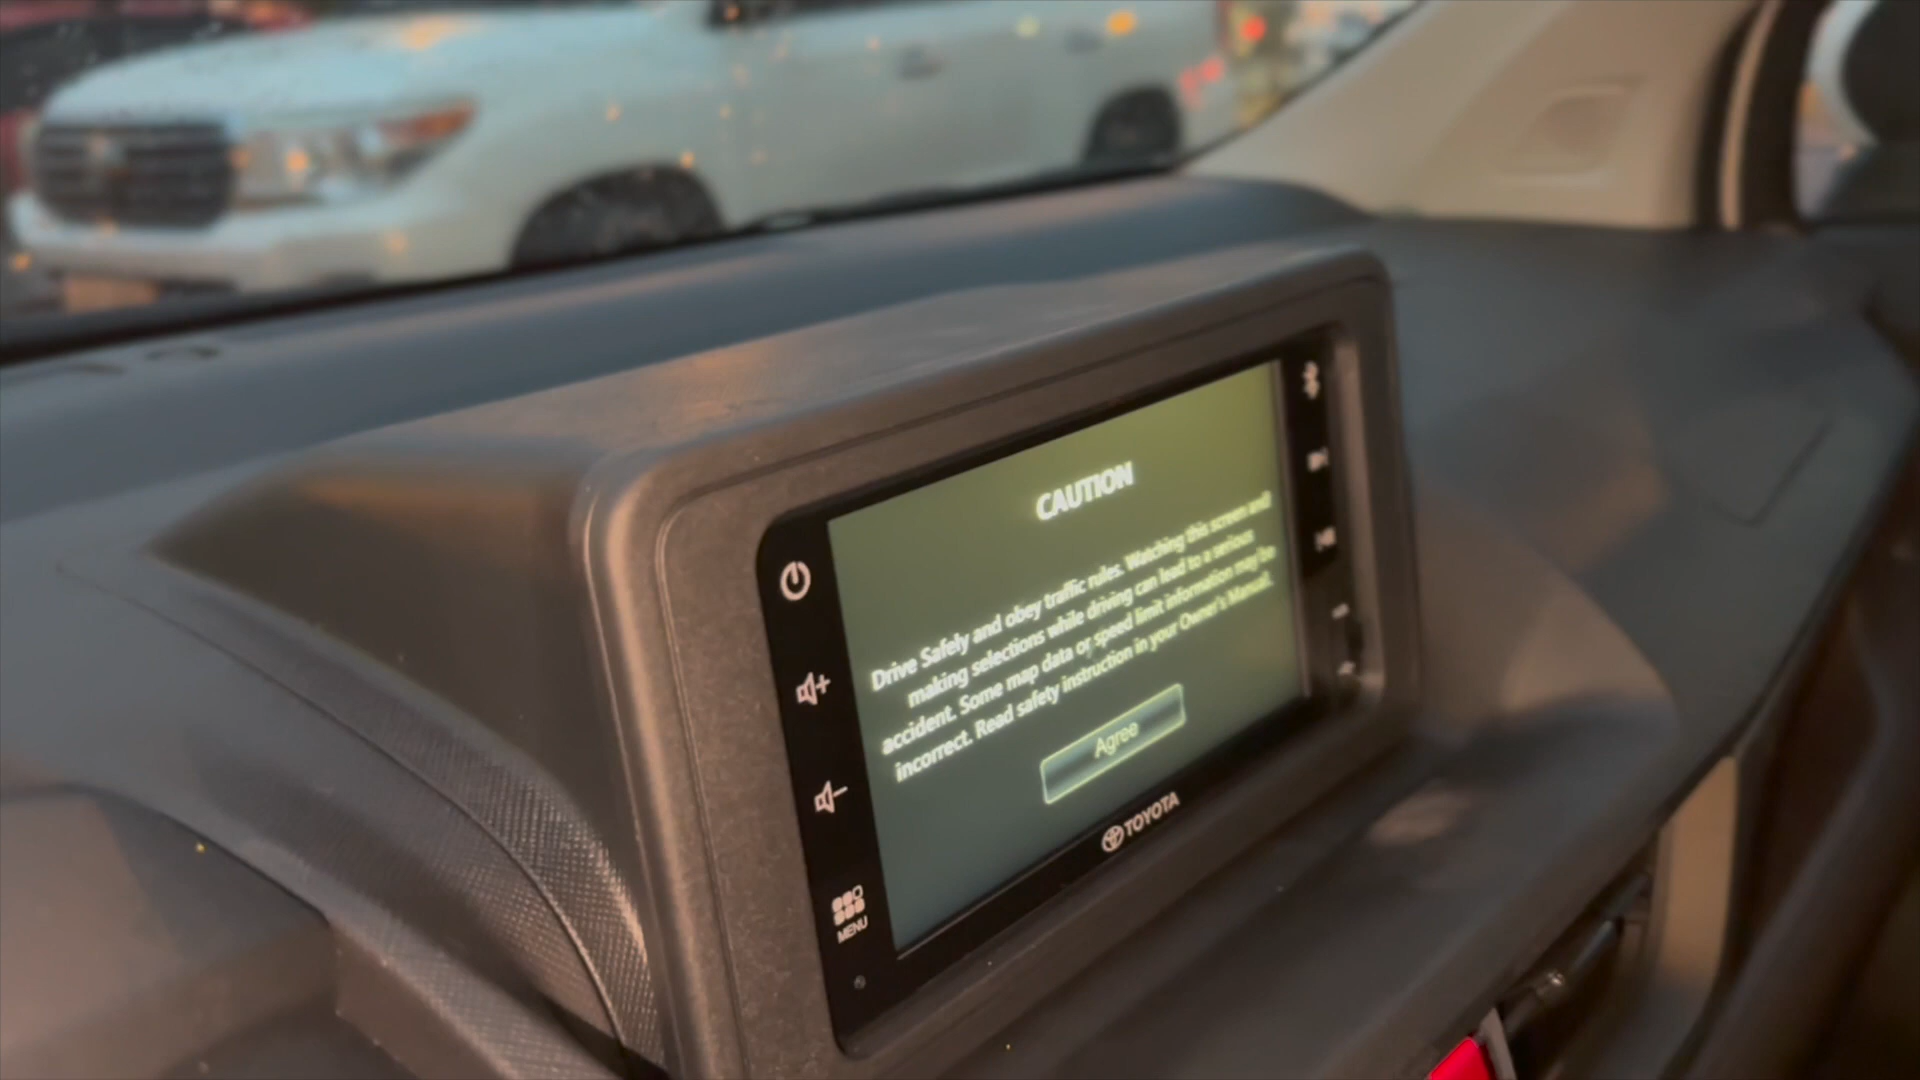 CAUTION
Drive Safely and obey traffic rules. Watching this screen and
making selections while driving can lead to a serious
accident. Some map data or speed limit information may be
incorrect. Read safety instruction in your Owner's Manual.
Agree
TOYOTA
MENU